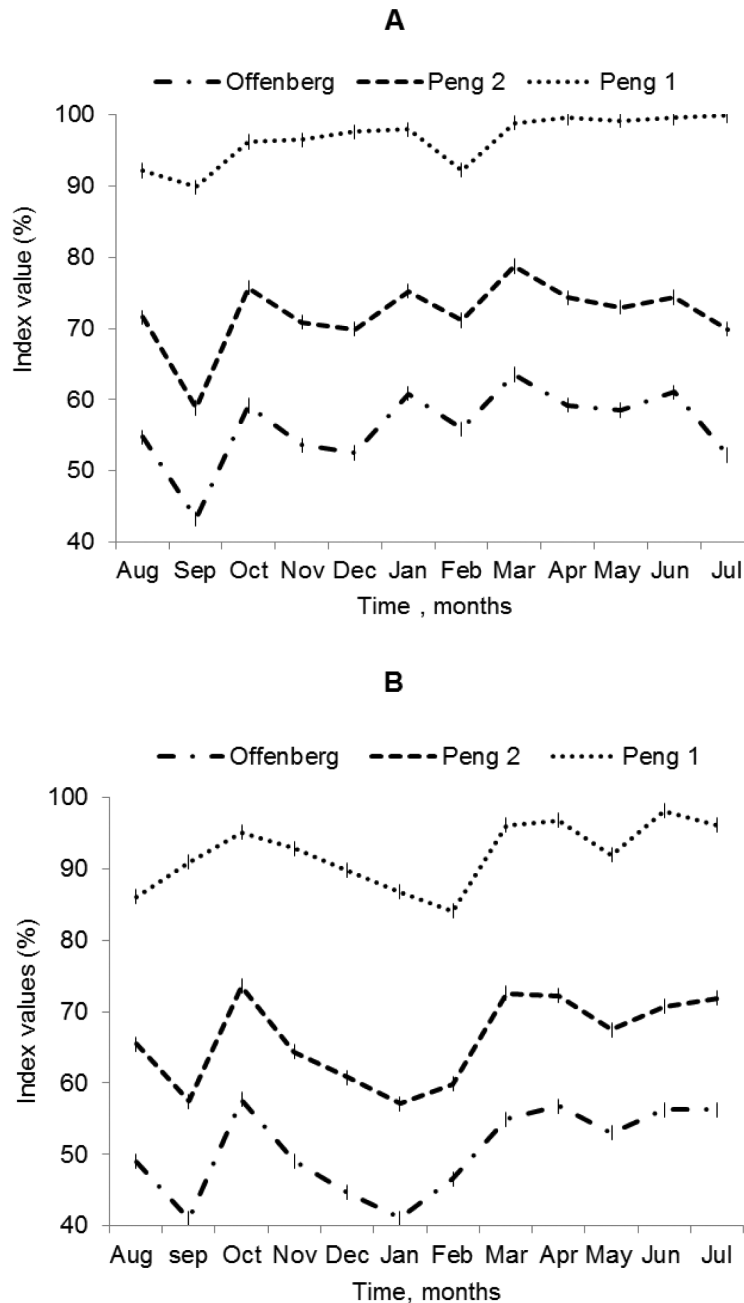 A
Offenberg Peng 2 Peng 1
100
90
80
70
60
50
40
Index value (%)
Aug Sep Oct Nov Dec Jan Feb Mar Apr May Jun Jul
Time , months
B
Offenberg Peng 2 Peng 1
100
90
80
70
60
50
40
Index values (%)
Aug sep Oct Nov Dec Jan Feb Mar Apr May Jun Jul
Time, months